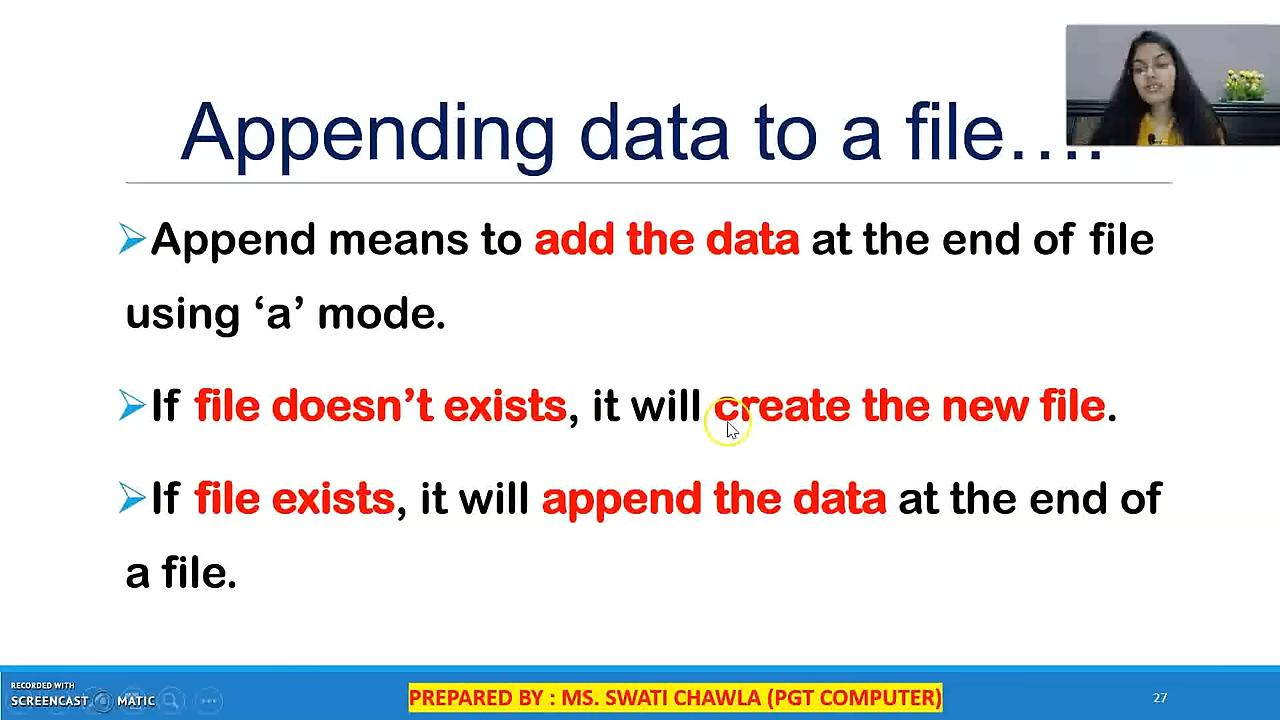 Appending data to a file….
Append means to add the data at the end of file
using ‘a’ mode.
If file doesn’t exists, it will create the new file.
If file exists, it will append the data at the end of
a file.
RECORDED WITH
SCREENCAST MATIC
PREPARED BY : MS. SWATI CHAWLA (PGT COMPUTER)
27